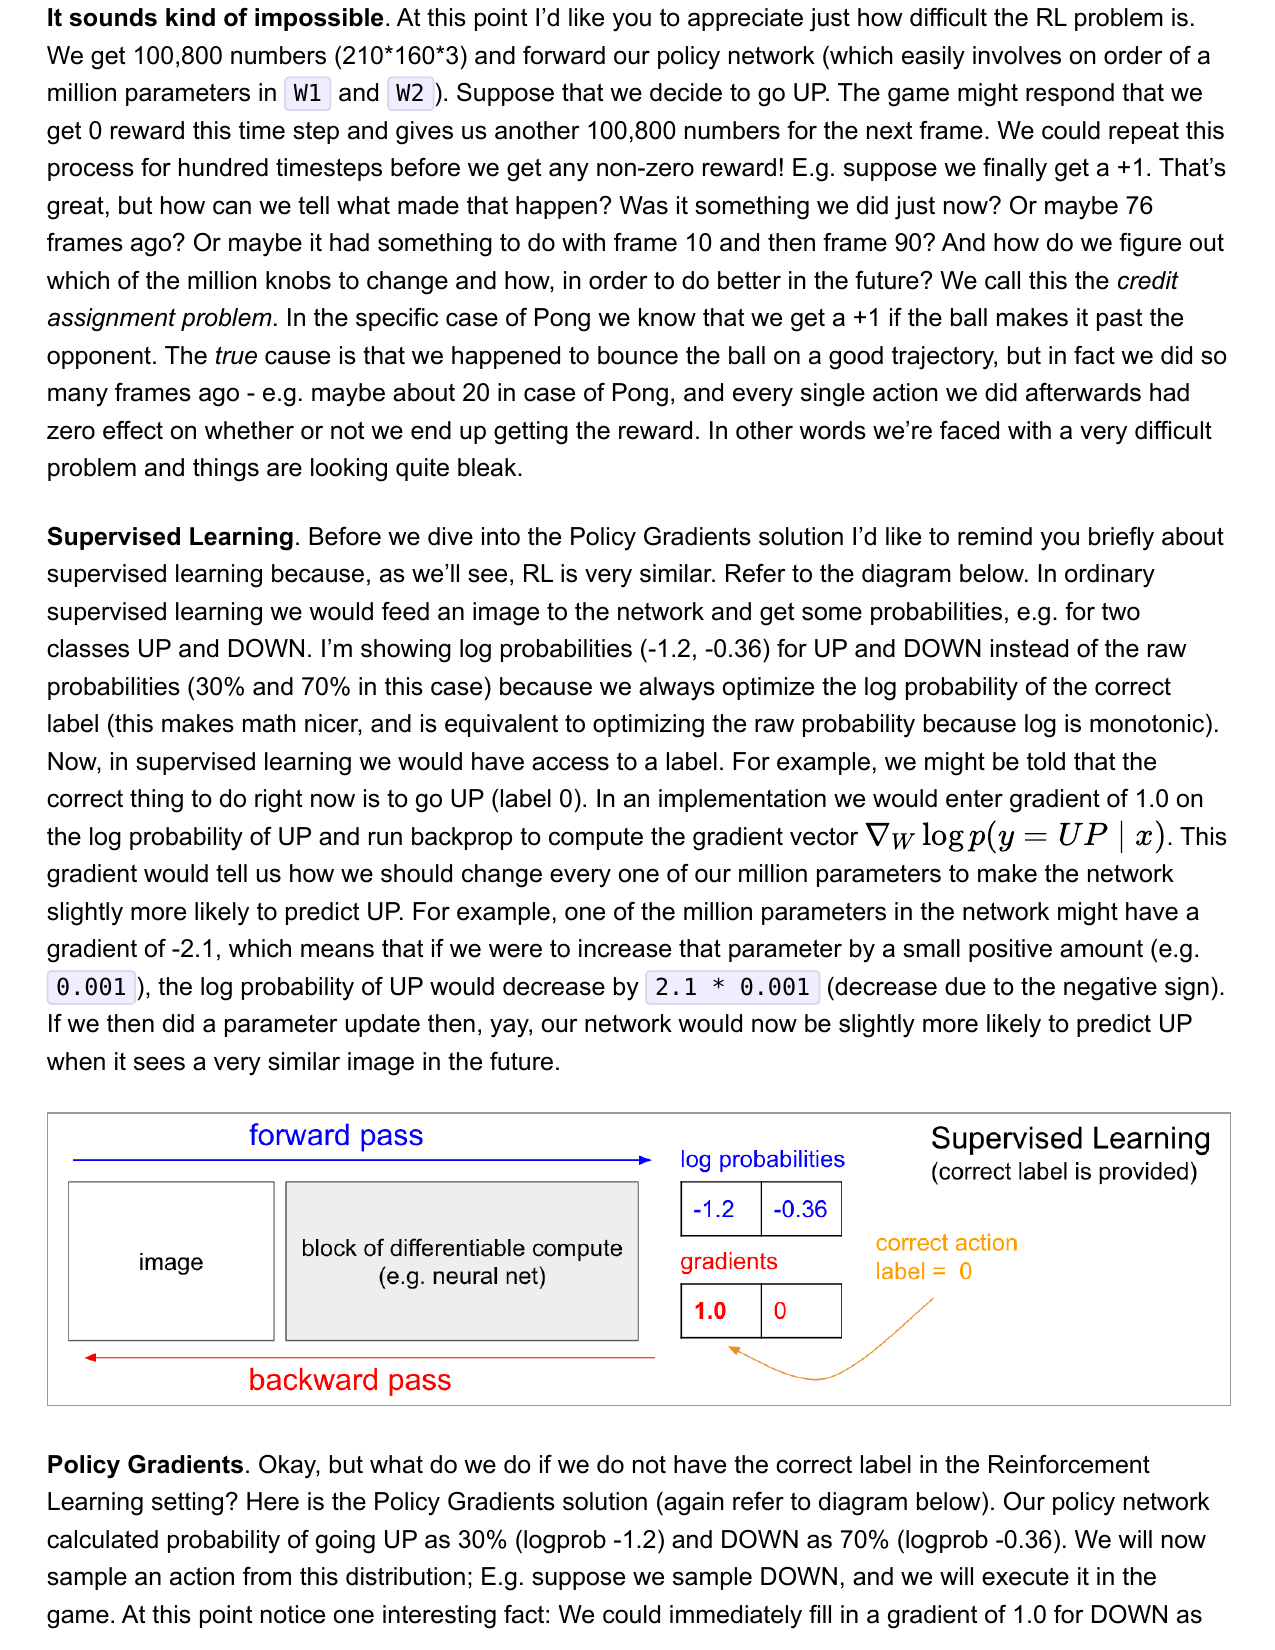 It sounds kind of impossible. At this point I’d like you to appreciate just how difficult the RL problem is.
We get 100,800 numbers (210*160*3) and forward our policy network (which easily involves on order of a
million parameters in W1 and W2 ). Suppose that we decide to go UP. The game might respond that we
get 0 reward this time step and gives us another 100,800 numbers for the next frame. We could repeat this
process for hundred timesteps before we get any non-zero reward! E.g. suppose we finally get a +1. That’s
great, but how can we tell what made that happen? Was it something we did just now? Or maybe 76
frames ago? Or maybe it had something to do with frame 10 and then frame 90? And how do we figure out
which of the million knobs to change and how, in order to do better in the future? We call this the credit
assignment problem. In the specific case of Pong we know that we get a +1 if the ball makes it past the
opponent. The true cause is that we happened to bounce the ball on a good trajectory, but in fact we did so
many frames ago - e.g. maybe about 20 in case of Pong, and every single action we did afterwards had
zero effect on whether or not we end up getting the reward. In other words we’re faced with a very difficult
problem and things are looking quite bleak.
Supervised Learning. Before we dive into the Policy Gradients solution I’d like to remind you briefly about
supervised learning because, as we’ll see, RL is very similar. Refer to the diagram below. In ordinary
supervised learning we would feed an image to the network and get some probabilities, e.g. for two
classes UP and DOWN. I’m showing log probabilities (-1.2, -0.36) for UP and DOWN instead of the raw
probabilities (30% and 70% in this case) because we always optimize the log probability of the correct
label (this makes math nicer, and is equivalent to optimizing the raw probability because log is monotonic).
Now, in supervised learning we would have access to a label. For example, we might be told that the
correct thing to do right now is to go UP (label 0). In an implementation we would enter gradient of 1.0 on
the log probability of UP and run backprop to compute the gradient vector ∇W log p(y = UP | x). This
gradient would tell us how we should change every one of our million parameters to make the network
slightly more likely to predict UP. For example, one of the million parameters in the network might have a
gradient of -2.1, which means that if we were to increase that parameter by a small positive amount (e.g.
0.001 ), the log probability of UP would decrease by 2.1 * 0.001 (decrease due to the negative sign).
If we then did a parameter update then, yay, our network would now be slightly more likely to predict UP
when it sees a very similar image in the future.
forward pass
Supervised Learning
(correct label is provided)
log probabilities
-1.2 -0.36
image
block of differentiable compute
(e.g. neural net)
gradients
1.0 0
correct action
label = 0
backward pass
Policy Gradients. Okay, but what do we do if we do not have the correct label in the Reinforcement
Learning setting? Here is the Policy Gradients solution (again refer to diagram below). Our policy network
calculated probability of going UP as 30% (logprob -1.2) and DOWN as 70% (logprob -0.36). We will now
sample an action from this distribution; E.g. suppose we sample DOWN, and we will execute it in the
game. At this point notice one interesting fact: We could immediately fill in a gradient of 1.0 for DOWN as